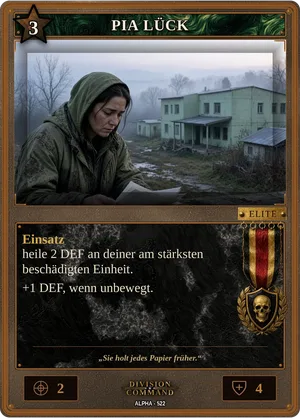 3
PIA LÜCK
ELITE
Einsatz
heile 2 DEF an deiner am stärksten
beschädigten Einheit.
+1 DEF, wenn unbewegt.
„Sie holt jedes Papier früher.“
2
DIVISION
COMMAND
ALPHA - 522
4